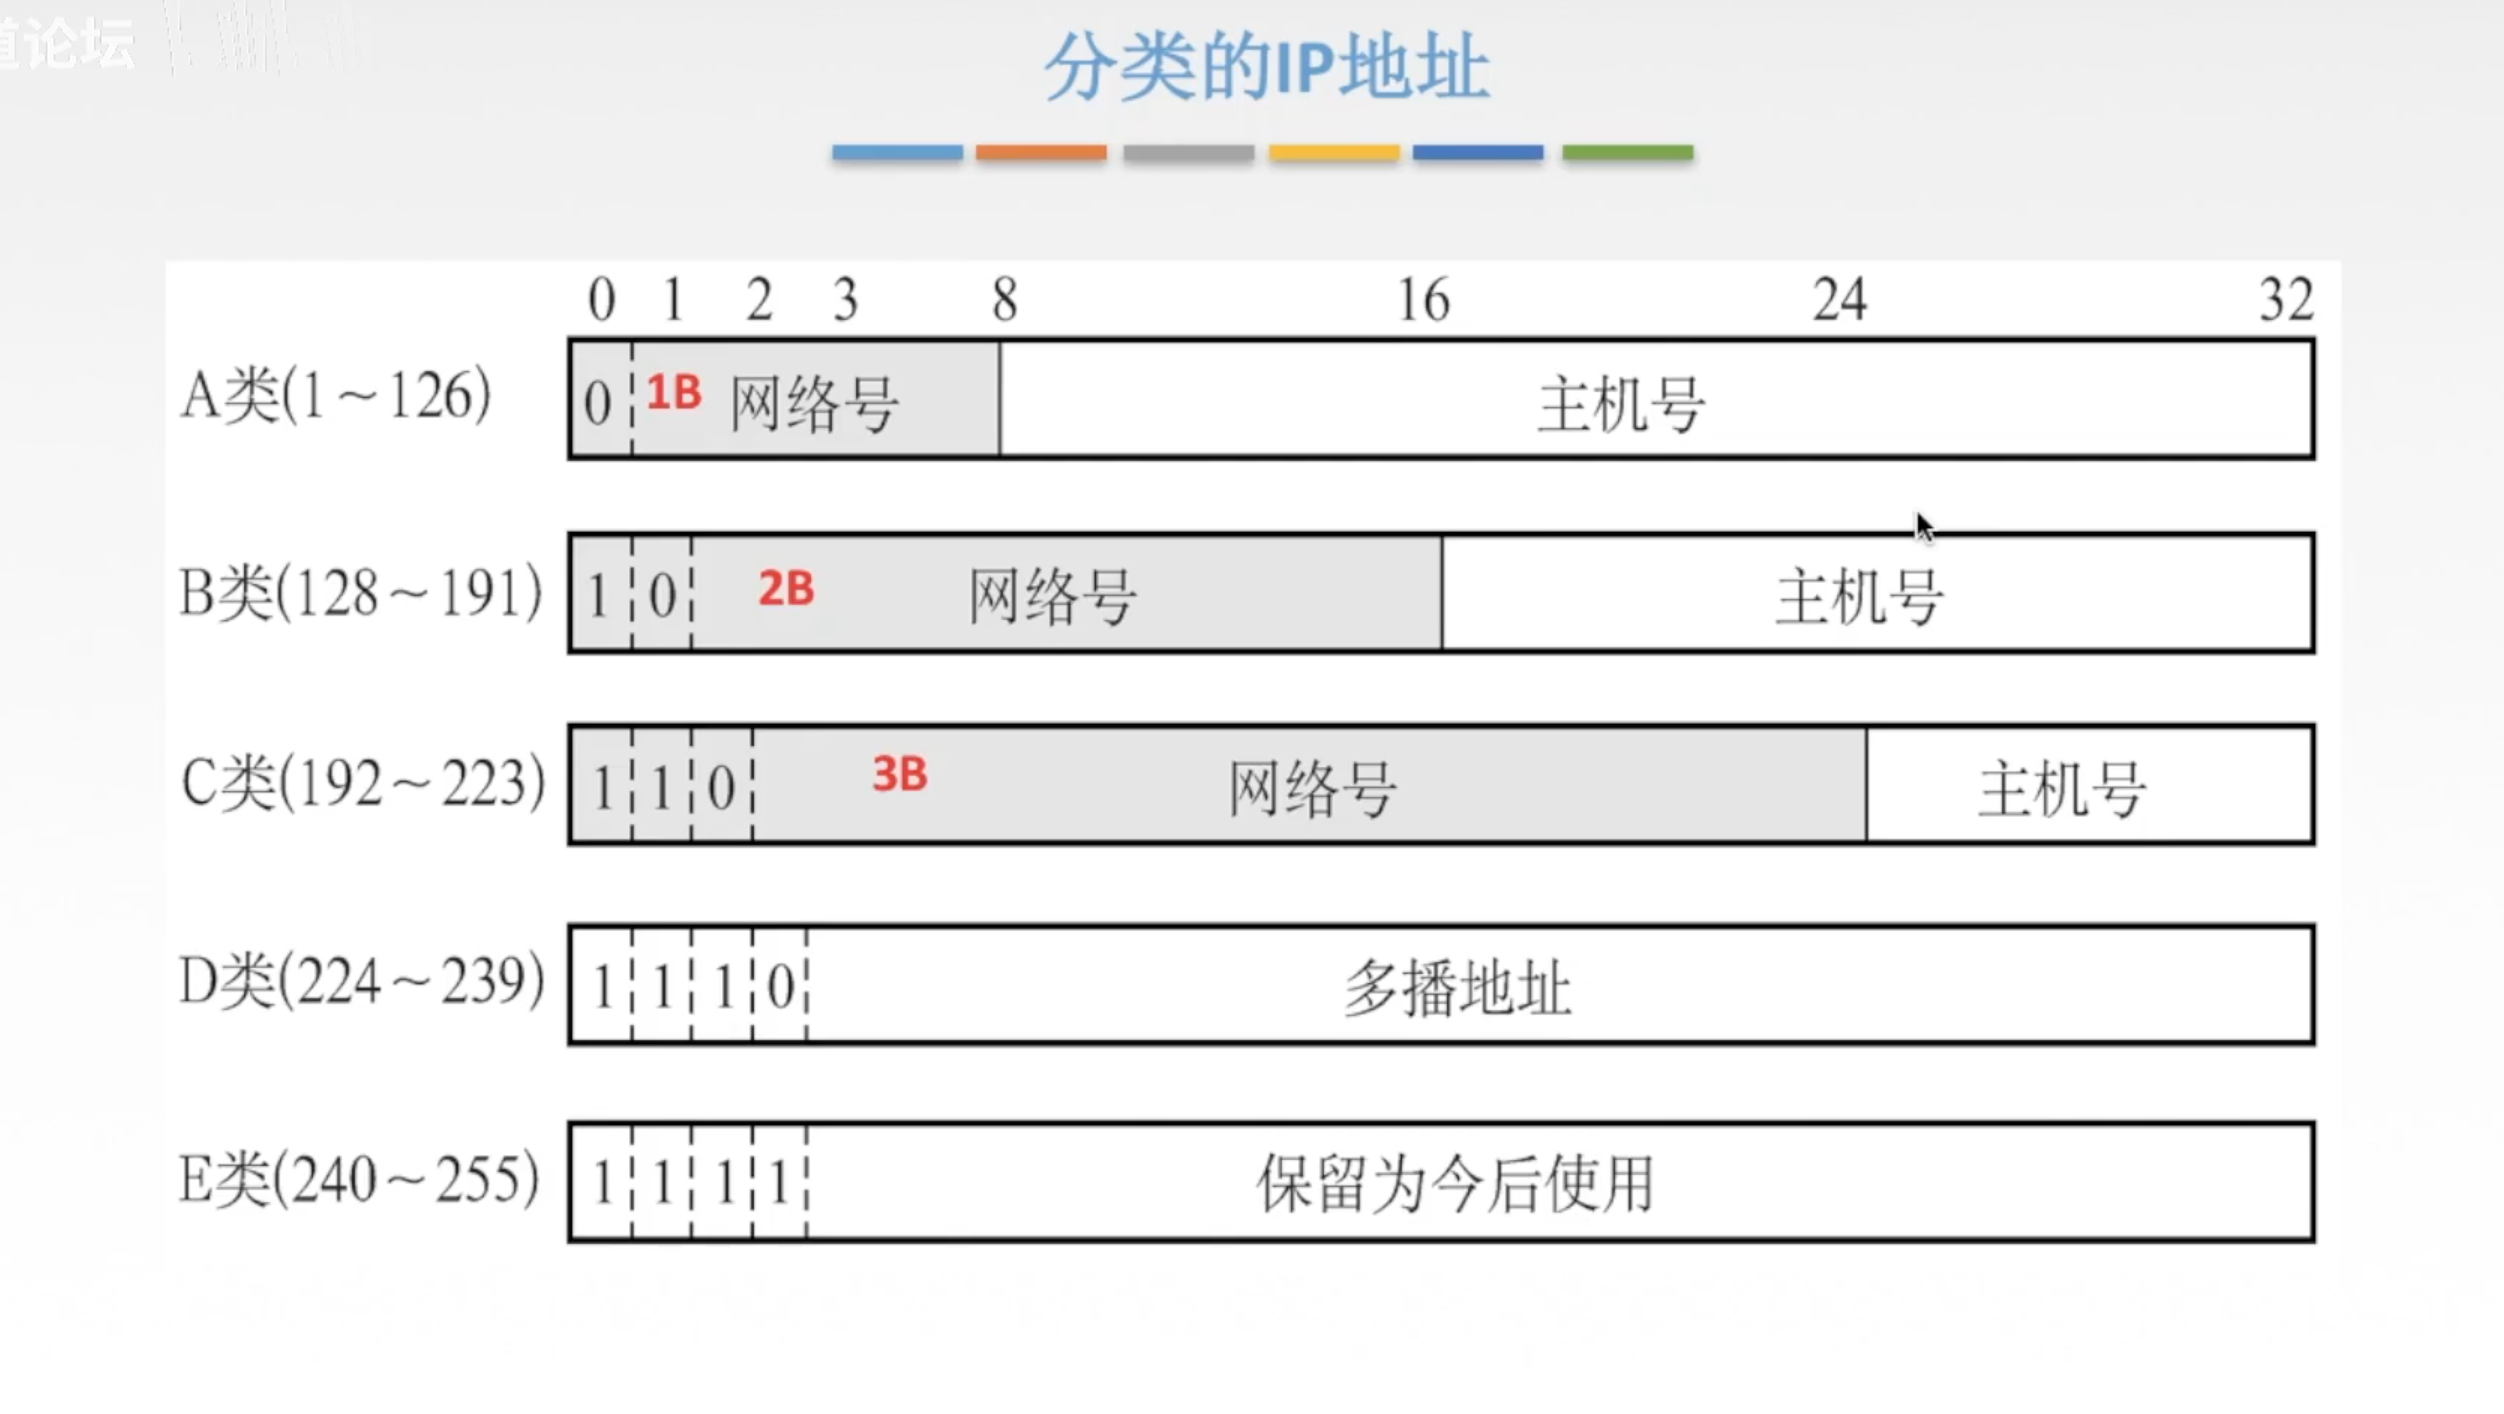 道论坛
分类的IP地址
0 1 2 3 8 16 24 32
A类(1～126) 0 1B 网络号 主机号
B类(128～191) 1 0 2B 网络号 主机号
C类(192～223) 1 1 0 3B 网络号 主机号
D类(224～239) 1 1 1 0 多播地址
E类(240～255) 1 1 1 1 保留为今后使用